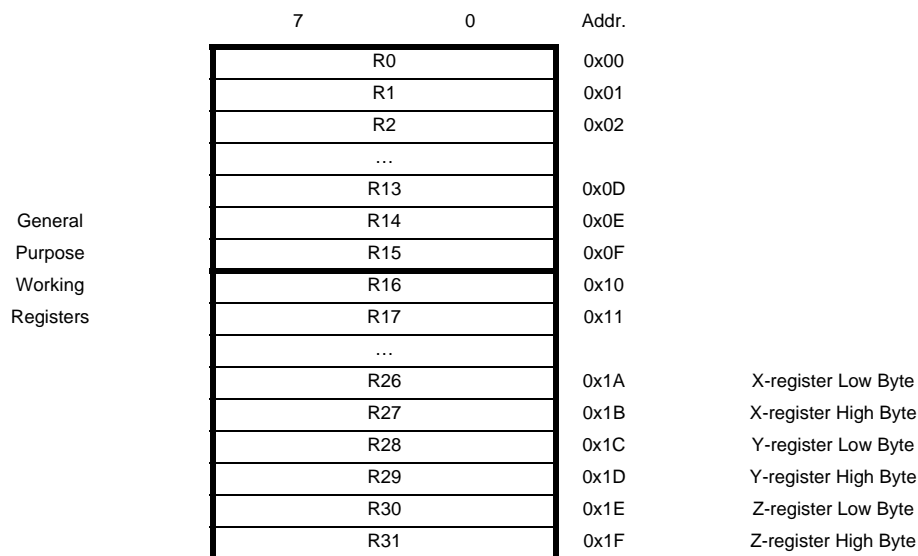 7 0 Addr.
R0 0x00
R1 0x01
R2 0x02
…
R13 0x0D
General R14 0x0E
Purpose R15 0x0F
Working R16 0x10
Registers R17 0x11
…
R26 0x1A X-register Low Byte
R27 0x1B X-register High Byte
R28 0x1C Y-register Low Byte
R29 0x1D Y-register High Byte
R30 0x1E Z-register Low Byte
R31 0x1F Z-register High Byte